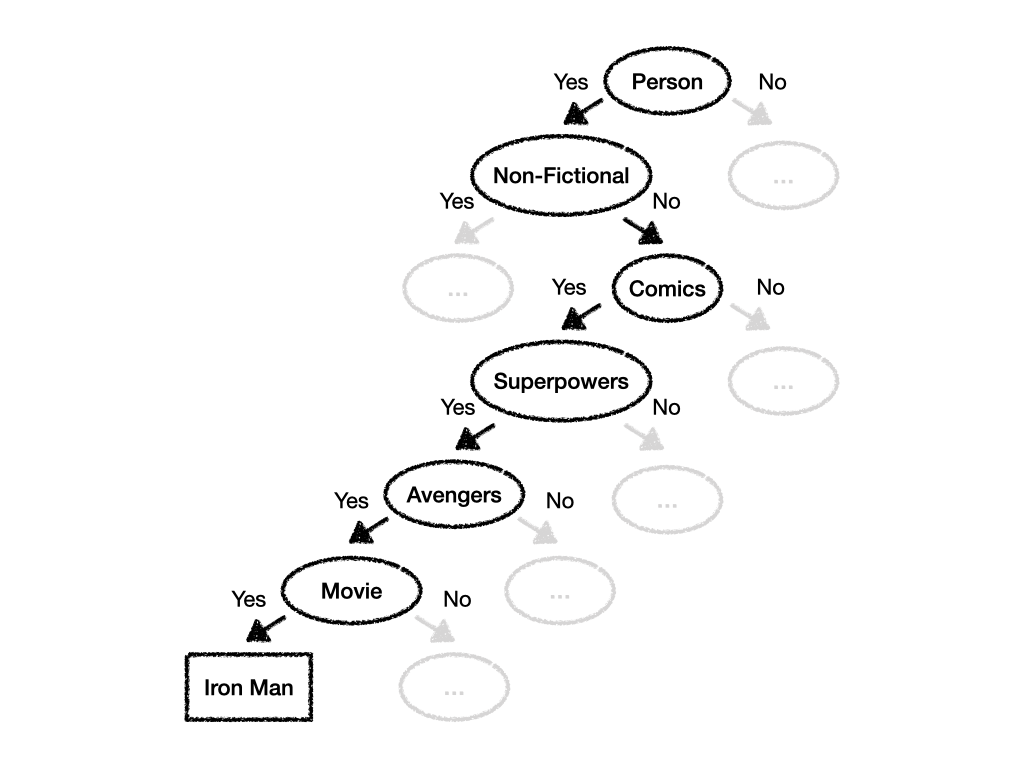 Yes Person No
Non-Fictional ...
Yes No
... Yes Comics No
Superpowers ...
Yes No
Yes Avengers No ...
Yes Movie No ...
Iron Man ...